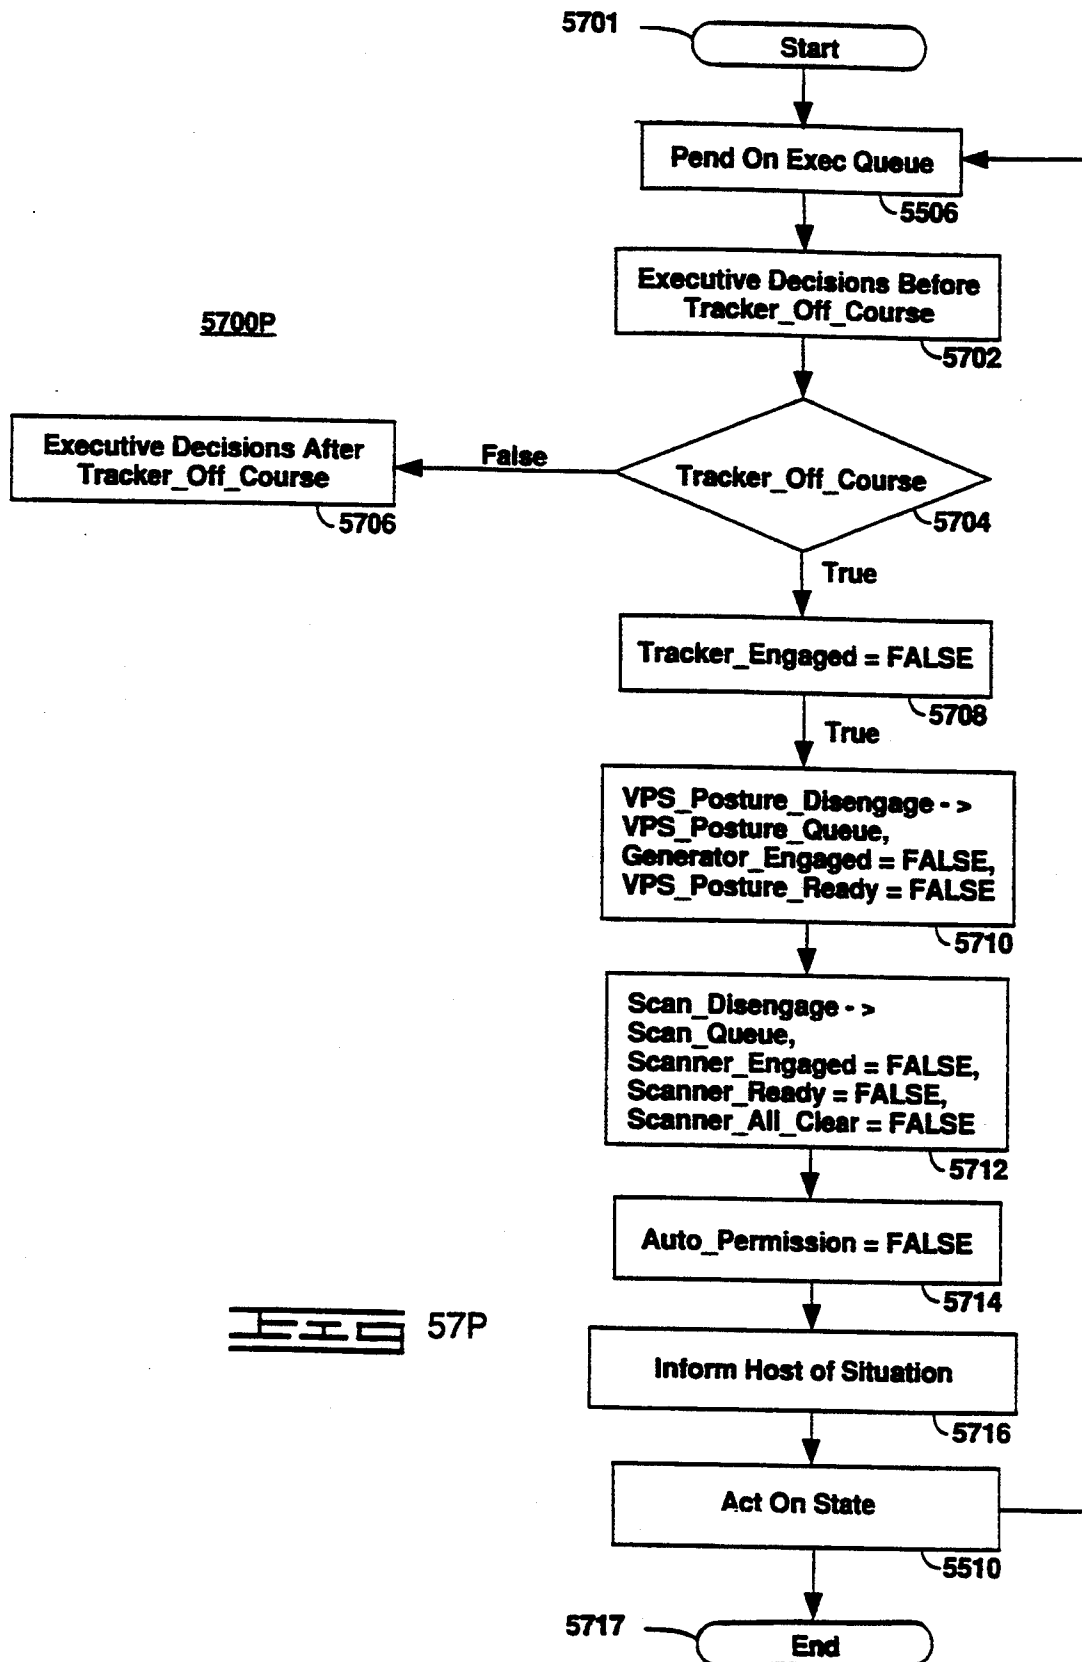 5701
Start
Pend On Exec Queue
5506
Executive Decisions Before
Tracker_Off_Course
5702
5700P
Executive Decisions After
Tracker_Off_Course
5706
False
Tracker_Off_Course
5704
True
Tracker_Engaged = FALSE
5708
True
VPS_Posture_Disengage - >
VPS_Posture_Queue,
Generator_Engaged = FALSE,
VPS_Posture_Ready = FALSE
5710
Scan_Disengage - >
Scan_Queue,
Scanner_Engaged = FALSE,
Scanner_Ready = FALSE,
Scanner_All_Clear = FALSE
5712
Auto_Permission = FALSE
5714
FIG 57P
Inform Host of Situation
5716
Act On State
5510
5717
End